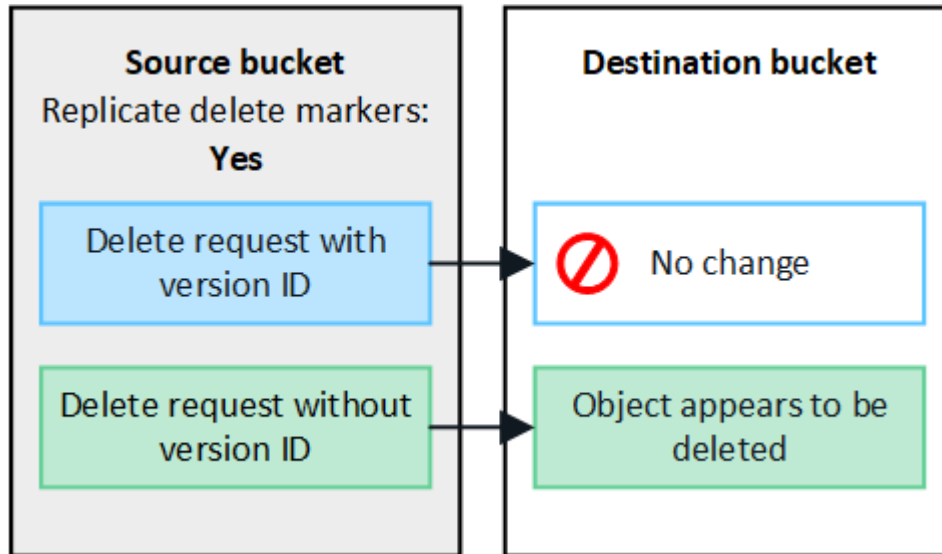 Source bucket
Replicate delete markers:
Yes
Delete request with
version ID
Delete request without
version ID
Destination bucket
No change
Object appears to be
deleted